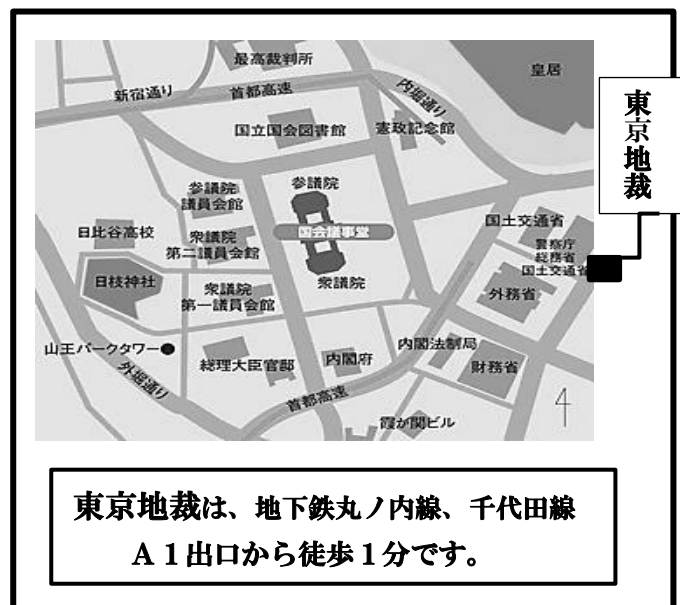 最高裁判所
皇居
新宿通り
首都高速
内堀通り
東京地裁
国立国会図書館
憲政記念館
参議院
議員会館
参議院
国土交通省
日比谷高校
衆議院
第二議員会館
国会議事堂
警察庁
総務省
国土交通省
日枝神社
衆議院
第一議員会館
衆議院
外務省
山王パークタワー
外堀通り
総理大臣官邸
内閣府
内閣法制局
財務省
首都高速
霞が関ビル
東京地裁は、地下鉄丸ノ内線、千代田線
A1出口から徒歩1分です。